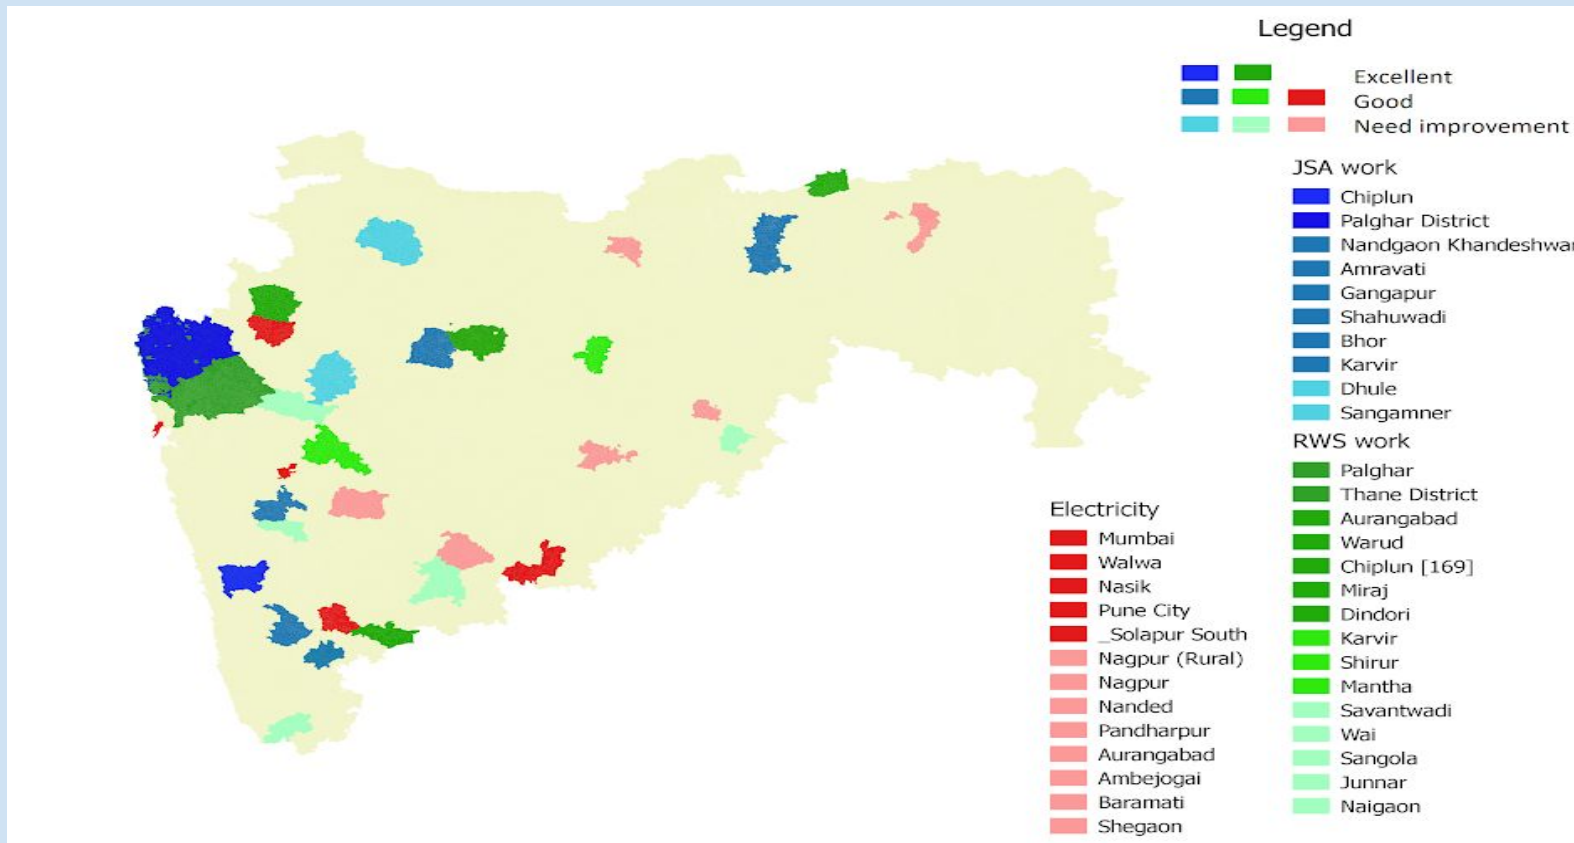 Legend
Excellent
Good
Need improvement
JSA work
Chiplun
Palghar District
Nandgaon Khandeshwar
Amravati
Gangapur
Shahuwadi
Bhor
Karvir
Dhule
Sangamner
RWS work
Palghar
Thane District
Aurangabad
Warud
Chiplun [169]
Miraj
Dindori
Karvir
Shirur
Mantha
Savantwadi
Wai
Sangola
Junnar
Naigaon
Electricity
Mumbai
Walwa
Nasik
Pune City
_Solapur South
Nagpur (Rural)
Nagpur
Nanded
Pandharpur
Aurangabad
Ambejogai
Baramati
Shegaon